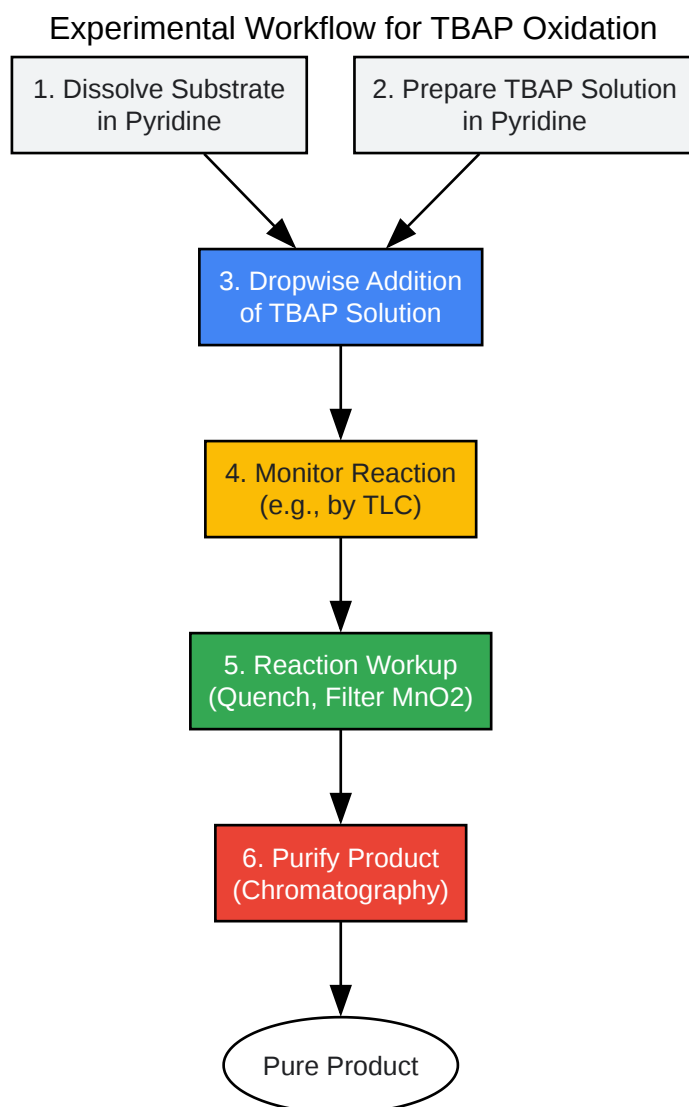 Experimental Workflow for TBAP Oxidation
1. Dissolve Substrate
in Pyridine
2. Prepare TBAP Solution
in Pyridine
3. Dropwise Addition
of TBAP Solution
4. Monitor Reaction
(e.g., by TLC)
5. Reaction Workup
(Quench, Filter MnO2)
6. Purify Product
(Chromatography)
Pure Product